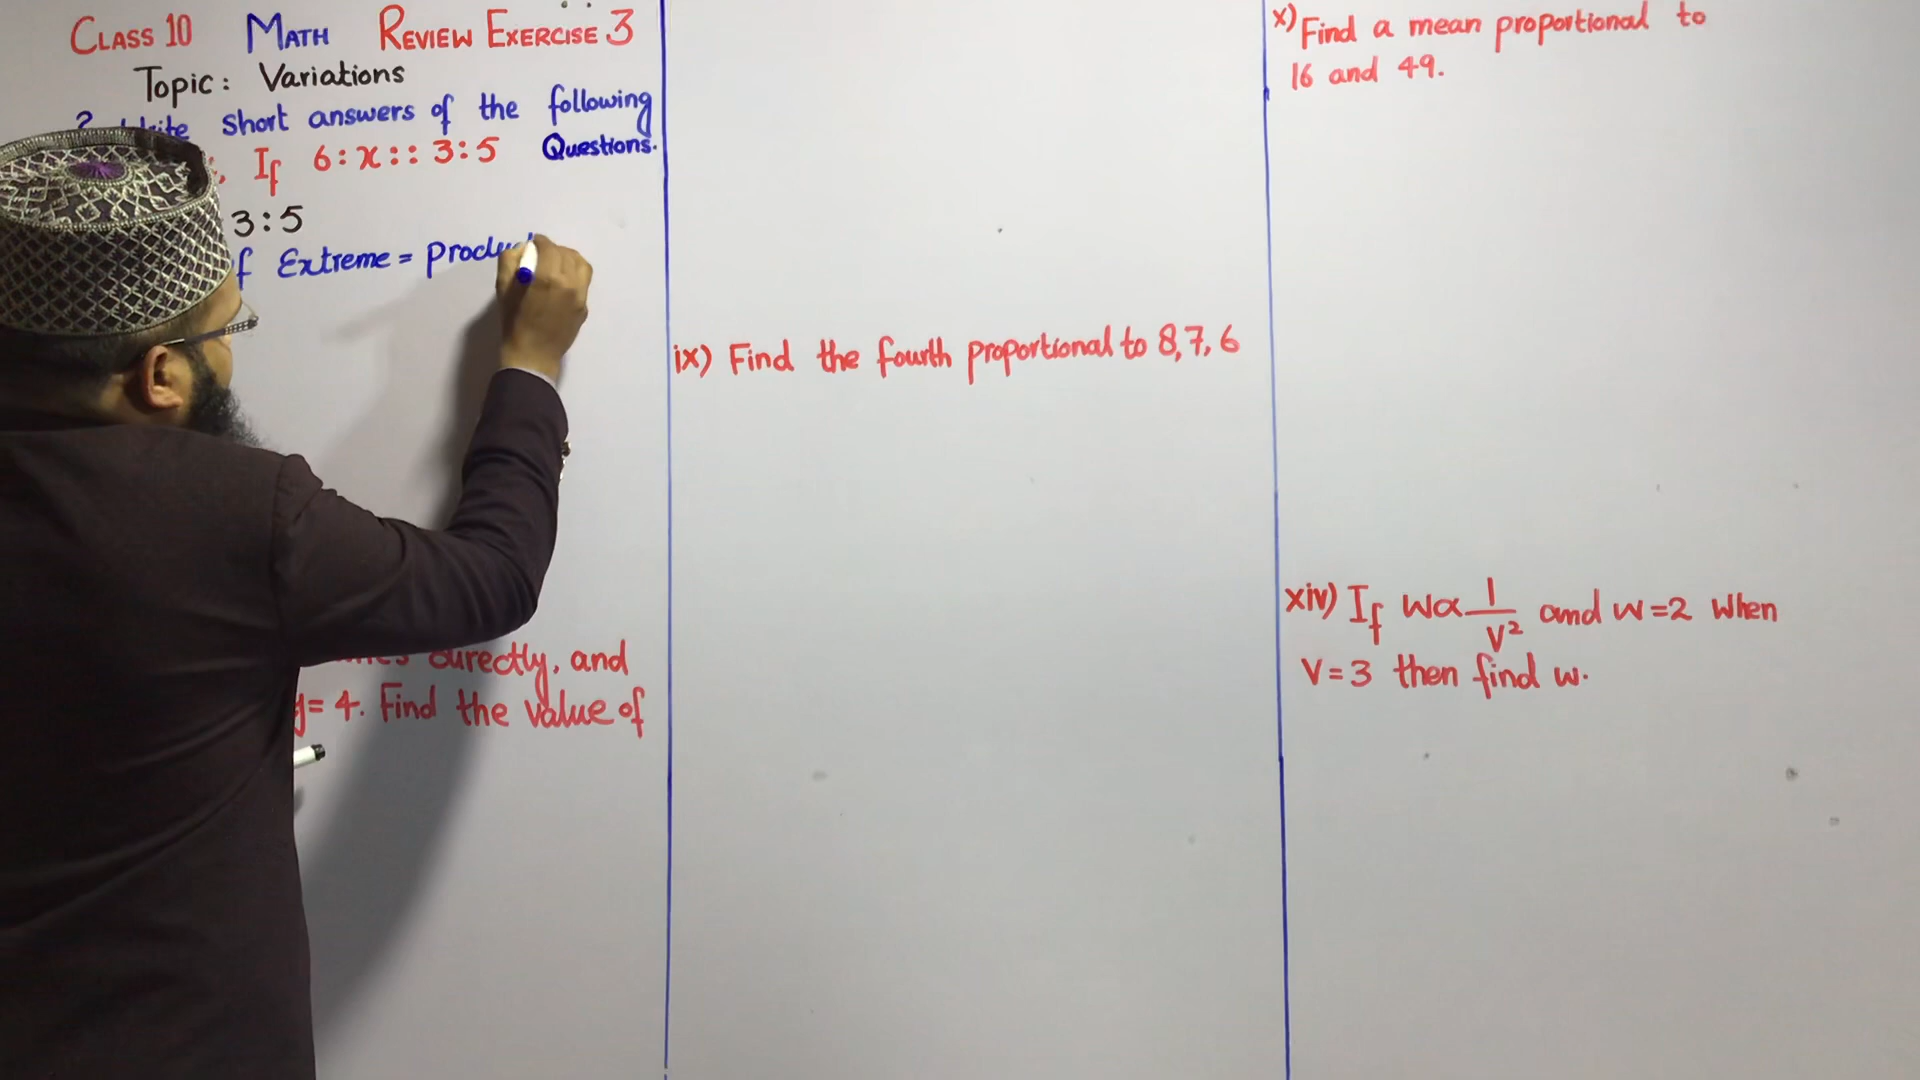 CLASS 10 MATH REVIEW EXERCISE 3
Topic: Variations
short answers of the following
Questions.
If 6:x::3:5
3:5
f Extreme = Produc
directly, and
y=4. Find the value of
ix) Find the fourth proportional to 8,7,6
x) Find a mean proportional to
16 and 49.
xiv) If W∝1/V² and w=2 when
V=3 then find w.